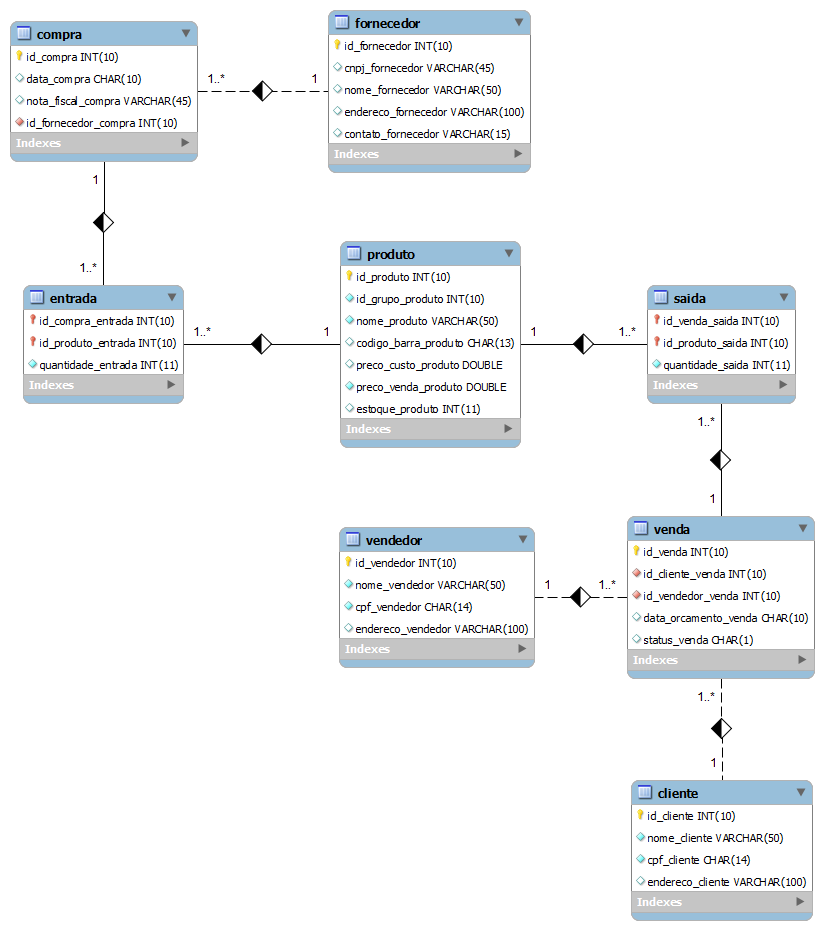 compra
id_compra INT(10)
data_compra CHAR(10)
nota_fiscal_compra VARCHAR(45)
id_fornecedor_compra INT(10)
Indexes
1..*
1
fornecedor
id_fornecedor INT(10)
cnpj_fornecedor VARCHAR(45)
nome_fornecedor VARCHAR(50)
endereco_fornecedor VARCHAR(100)
contato_fornecedor VARCHAR(15)
Indexes
1
1..*
entrada
id_compra_entrada INT(10)
id_produto_entrada INT(10)
quantidade_entrada INT(11)
Indexes
1..*
1
produto
id_produto INT(10)
id_grupo_produto INT(10)
nome_produto VARCHAR(50)
codigo_barra_produto CHAR(13)
preco_custo_produto DOUBLE
preco_venda_produto DOUBLE
estoque_produto INT(11)
Indexes
1
1..*
saida
id_venda_saida INT(10)
id_produto_saida INT(10)
quantidade_saida INT(11)
Indexes
1..*
1
vendedor
id_vendedor INT(10)
nome_vendedor VARCHAR(50)
cpf_vendedor CHAR(14)
endereco_vendedor VARCHAR(100)
Indexes
1
1..*
venda
id_venda INT(10)
id_cliente_venda INT(10)
id_vendedor_venda INT(10)
data_orcamento_venda CHAR(10)
status_venda CHAR(1)
Indexes
1..*
1
cliente
id_cliente INT(10)
nome_cliente VARCHAR(50)
cpf_cliente CHAR(14)
endereco_cliente VARCHAR(100)
Indexes